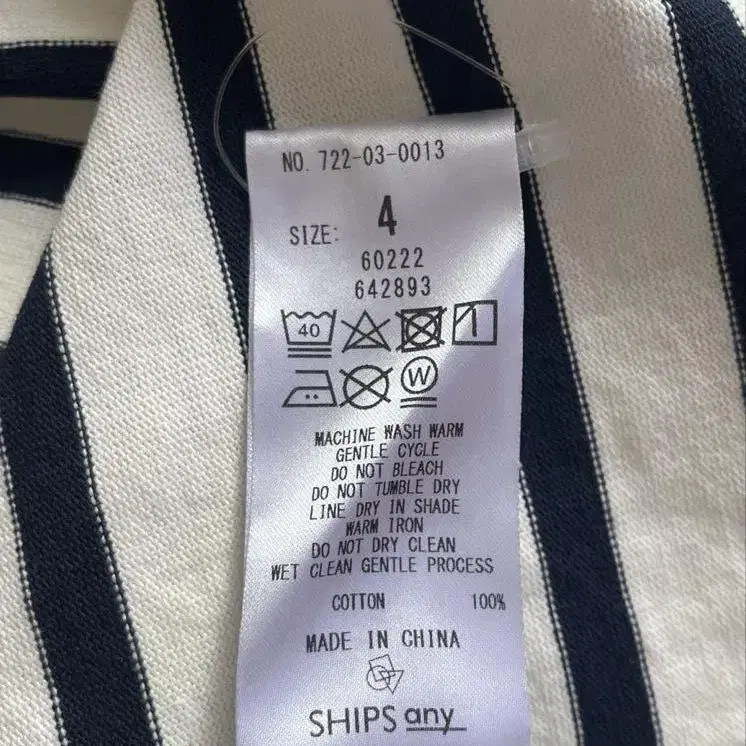 NO. 722-03-0013
SIZE: 4
60222
642893
40
W
MACHINE WASH WARM
GENTLE CYCLE
DO NOT BLEACH
DO NOT TUMBLE DRY
LINE DRY IN SHADE
WARM IRON
DO NOT DRY CLEAN
WET CLEAN GENTLE PROCESS
COTTON 100%
MADE IN CHINA
SHIPS any